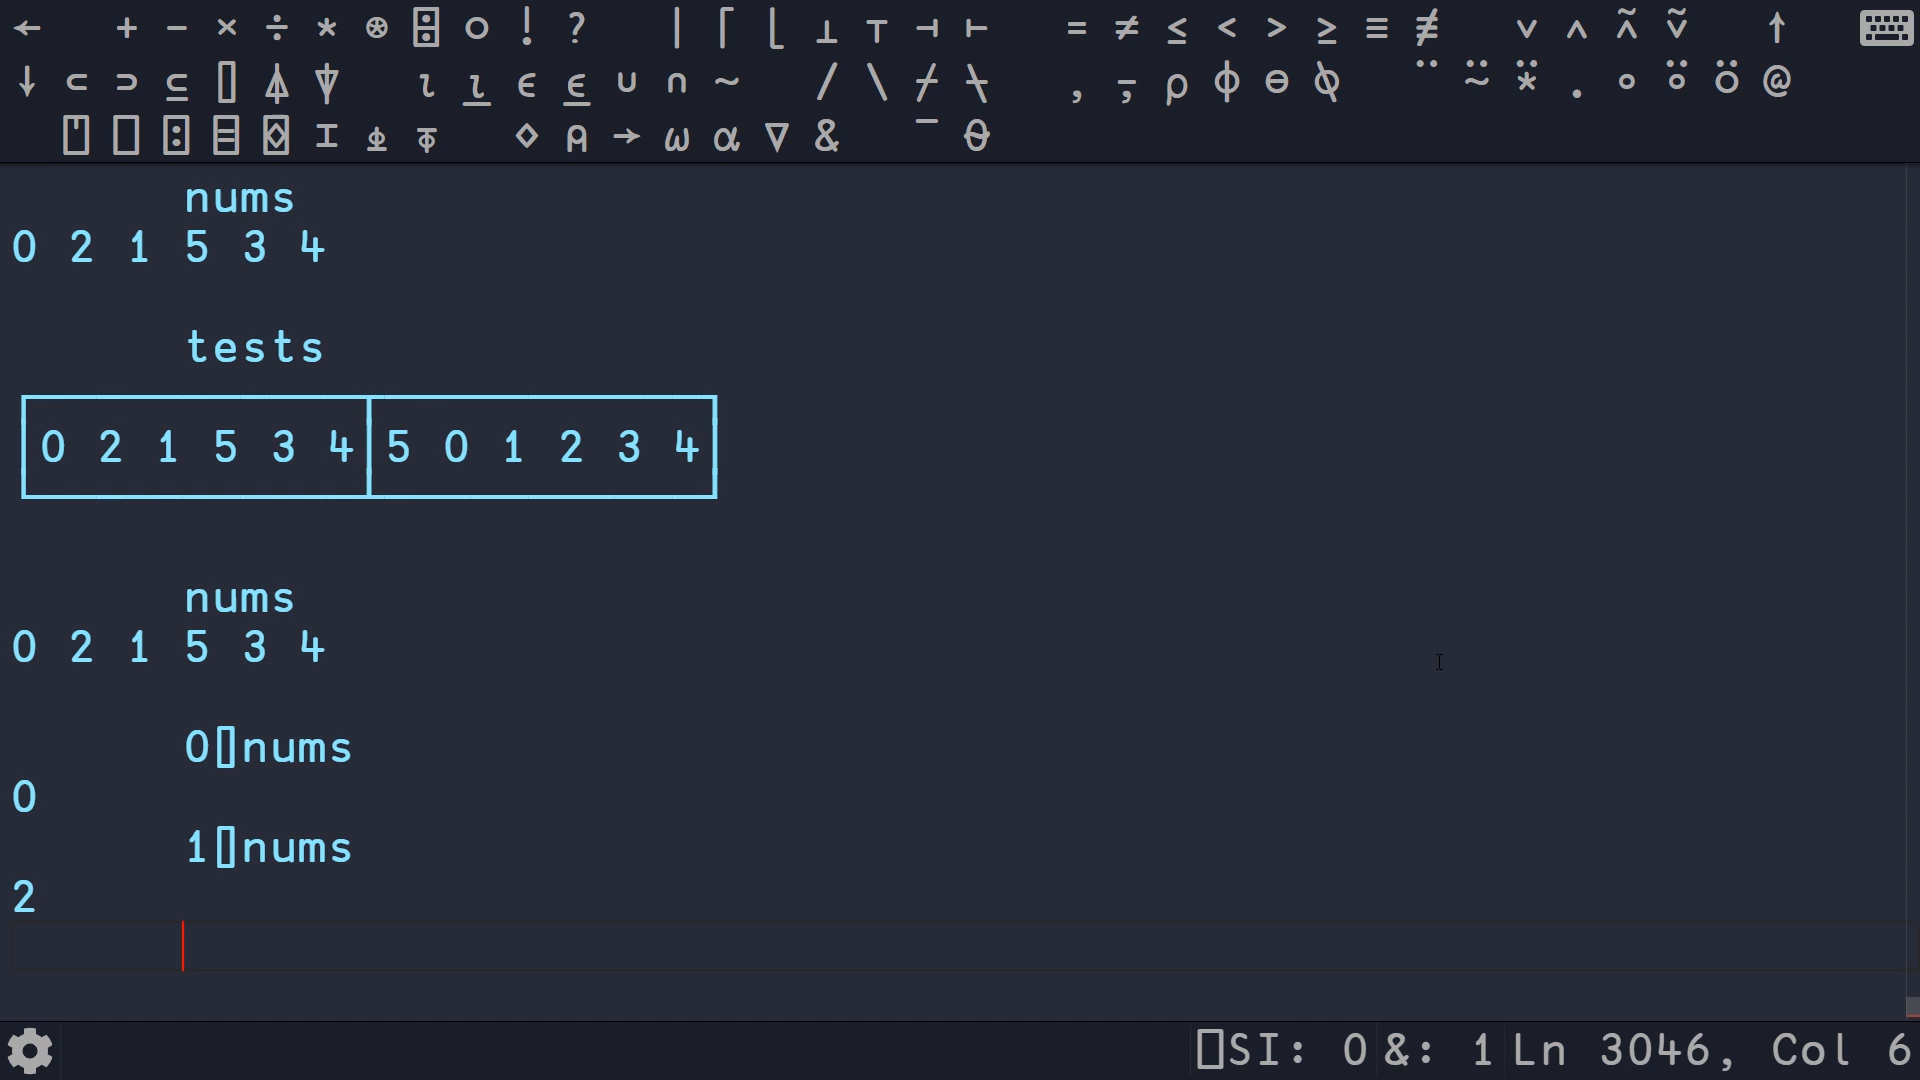 ← + - × ÷ * ⍟ ⌹ ○ ! ? | ⌈ ⌊ ⊥ ⊤ ⊣ ⊢ = ≠ ≤ < > ≥ ≡ ≢ ∨ ∧ ⍲ ⍱ ↑
↓ ⊂ ⊃ ⊆ ⌷ ⍋ ⍒ ⍳ ⍸ ∊ ⍷ ∪ ∩ ~ / \ ⌿ ⍀ , ⍪ ⍴ ⌽ ⊖ ⍉ ¨ ⍨ ⍣ . ∘ ⍤ ⍥ @
⍞ ⎕ ⍠ ⌸ ⌺ ⌶ ⍎ ⍕ ⋄ ⍝ → ⍵ ⍺ ∇ & ¯ ⍬
nums
0 2 1 5 3 4
tests
0 2 1 5 3 4 5 0 1 2 3 4
nums
0 2 1 5 3 4
0⌷nums
0
1⌷nums
2
⎕SI: 0 &: 1 Ln 3046, Col 6